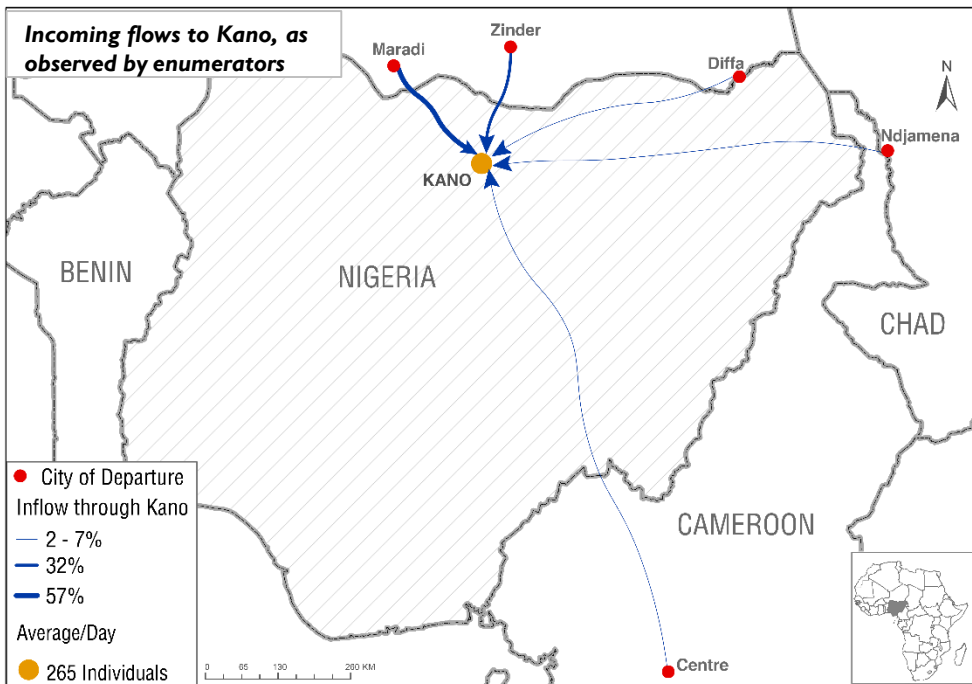 Incoming flows to Kano, as
observed by enumerators
Maradi
Zinder
Diffa
N
Ndjamena
KANO
BENIN
NIGERIA
CHAD
CAMEROON
Centre
City of Departure
Inflow through Kano
2 - 7%
32%
57%
Average/Day
265 Individuals
0 65 130 260 KM